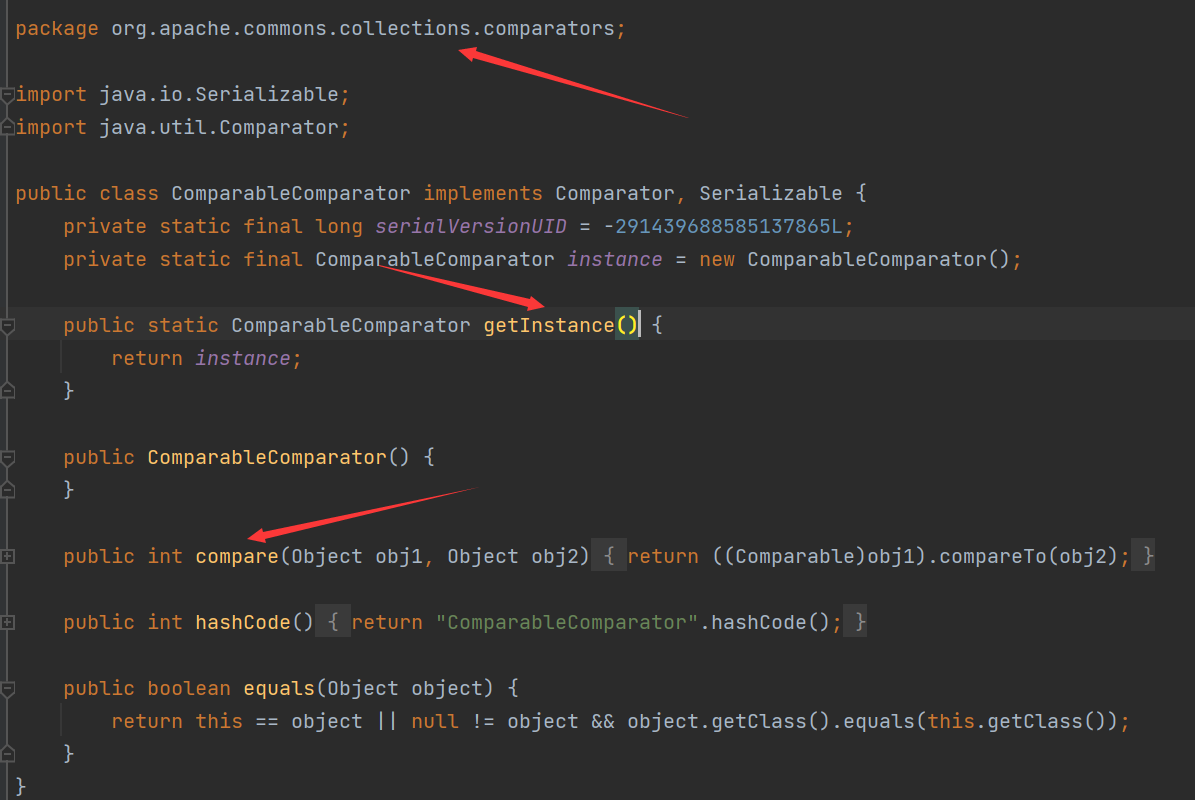 package org.apache.commons.collections.comparators;
import java.io.Serializable;
import java.util.Comparator;
public class ComparableComparator implements Comparator, Serializable {
private static final long serialVersionUID = -291439688585137865L;
private static final ComparableComparator instance = new ComparableComparator();
public static ComparableComparator getInstance() {
return instance;
}
public ComparableComparator() {
}
public int compare(Object obj1, Object obj2) { return ((Comparable)obj1).compareTo(obj2); }
public int hashCode() { return "ComparableComparator".hashCode(); }
public boolean equals(Object object) {
return this == object || null != object && object.getClass().equals(this.getClass());
}
}